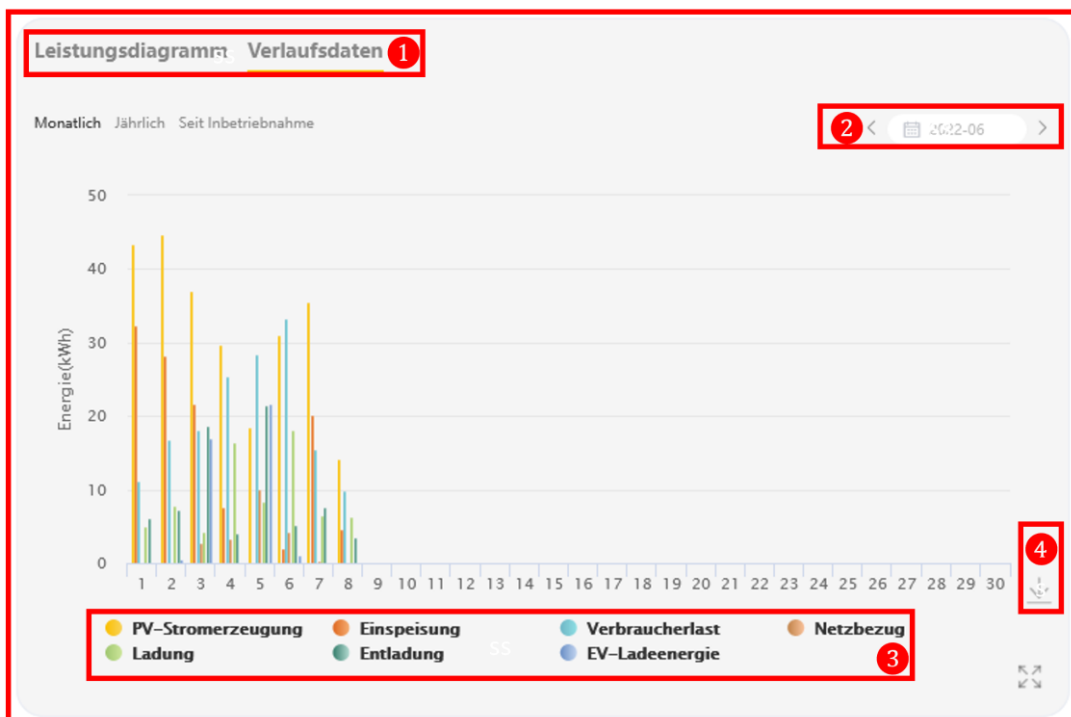 Leistungsdiagramm Verlaufsdaten 1
Monatlich Jährlich Seit Inbetriebnahme
2 < 2022-06 >
50
40
30
20
10
0
Energie(kWh)
1 2 3 4 5 6 7 8 9 10 11 12 13 14 15 16 17 18 19 20 21 22 23 24 25 26 27 28 29 30
4
PV-Stromerzeugung Einspeisung Verbraucherlast Netzbezug
Ladung Entladung EV-Ladeenergie
3
ss
ss